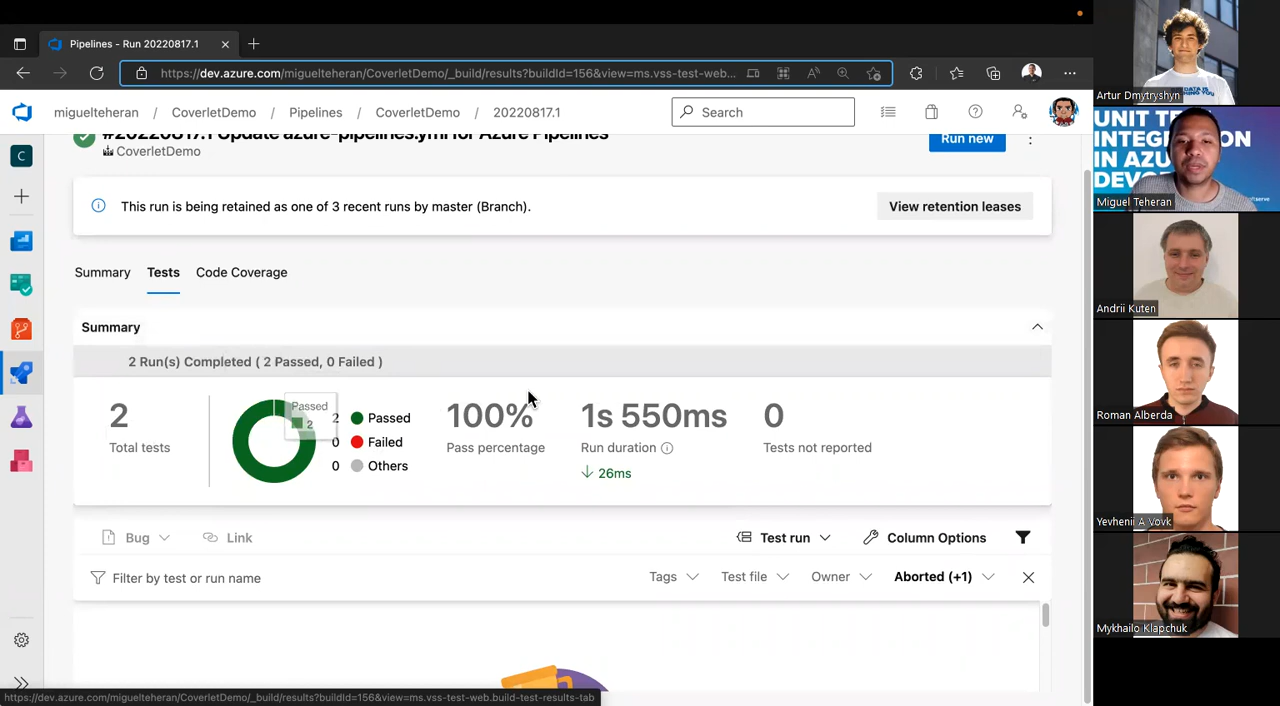 Pipelines - Run 20220817.1
https://dev.azure.com/miguelteheran/CoverletDemo/_build/results?buildId=156&view=ms.vss-test-web...
miguelteheran / CoverletDemo / Pipelines / CoverletDemo / 20220817.1
Search
C
#20220817.1 Update azure-pipelines.yml for Azure Pipelines
CoverletDemo
Run new
This run is being retained as one of 3 recent runs by master (Branch).
View retention leases
Summary Tests Code Coverage
Summary
2 Run(s) Completed ( 2 Passed, 0 Failed )
2
Total tests
Passed
2
2 Passed
0 Failed
0 Others
100%
Pass percentage
1s 550ms
Run duration
26ms
0
Tests not reported
Bug Link Test run Column Options
Filter by test or run name Tags Test file Owner Aborted (+1)
https://dev.azure.com/miguelteheran/CoverletDemo/_build/results?buildId=156&view=ms.vss-test-web.build-test-results-tab
Artur Dmytryshyn
UNIT TE
INTEGR ON
IN AZU
DEVO
Miguel Teheran
Andrii Kuten
Roman Alberda
Yevhenii A Vovk
Mykhailo Klapchuk